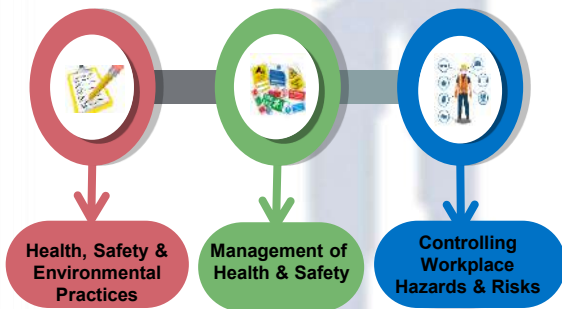 Health, Safety &
Environmental
Practices
Management of
Health & Safety
Controlling
Workplace
Hazards & Risks